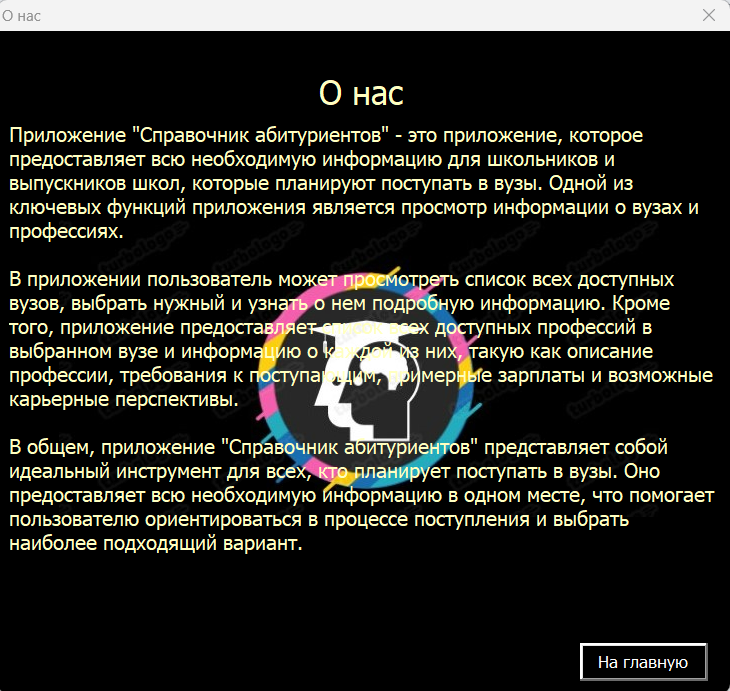 О нас
О нас
Приложение "Справочник абитуриентов" - это приложение, которое
предоставляет всю необходимую информацию для школьников и
выпускников школ, которые планируют поступать в вузы. Одной из
ключевых функций приложения является просмотр информации о вузах и
профессиях.
В приложении пользователь может просмотреть список всех доступных
вузов, выбрать нужный и узнать о нем подробную информацию. Кроме
того, приложение предоставляет список всех доступных профессий в
выбранном вузе и информацию о каждой из них, такую как описание
профессии, требования к поступающим, примерные зарплаты и возможные
карьерные перспективы.
В общем, приложение "Справочник абитуриентов" представляет собой
идеальный инструмент для всех, кто планирует поступать в вузы. Оно
предоставляет всю необходимую информацию в одном месте, что помогает
пользователю ориентироваться в процессе поступления и выбрать
наиболее подходящий вариант.
На главную